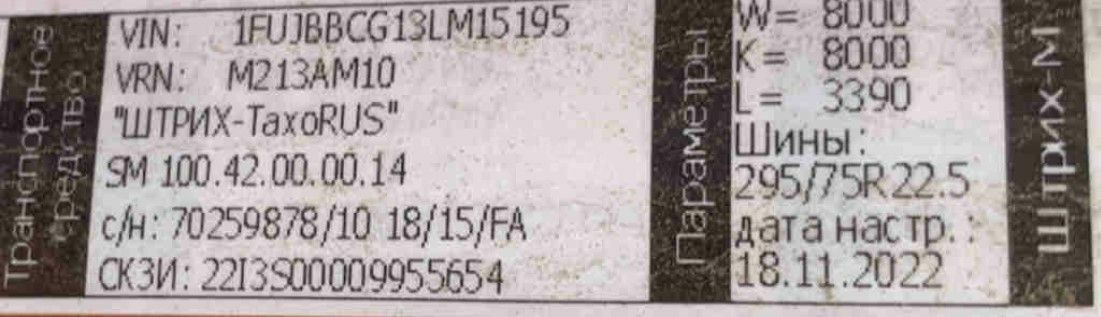 Транспортное
средство
VIN: 1FUJBBCG13LM15195
VRN: M213AM10
"ШТРИХ-TaxoRUS"
SM 100.42.00.00.14
с/н: 70259878/10 18/15/FA
СКЗИ: 22I3S00009955654
Параметры
W= 8000
K= 8000
L= 3390
Шины:
295/75R22.5
дата настр.:
18.11.2022
Штрих-М